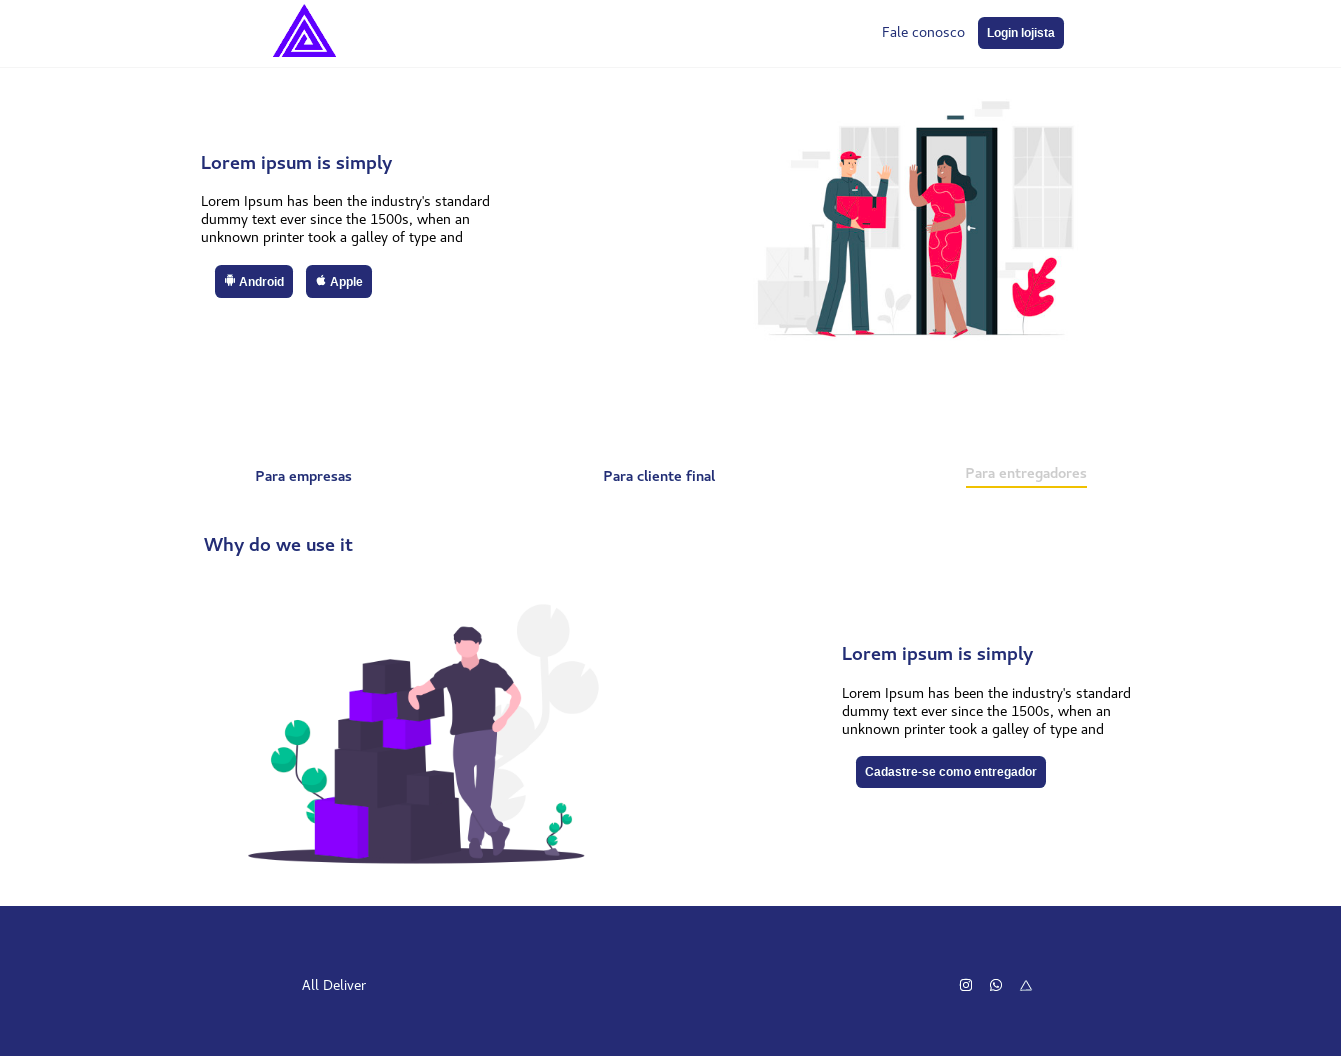 Fale conosco
Login lojista
Lorem ipsum is simply
Lorem Ipsum has been the industry's standard
dummy text ever since the 1500s, when an
unknown printer took a galley of type and
Android
Apple
Para empresas
Para cliente final
Para entregadores
Why do we use it
Lorem ipsum is simply
Lorem Ipsum has been the industry's standard
dummy text ever since the 1500s, when an
unknown printer took a galley of type and
Cadastre-se como entregador
All Deliver